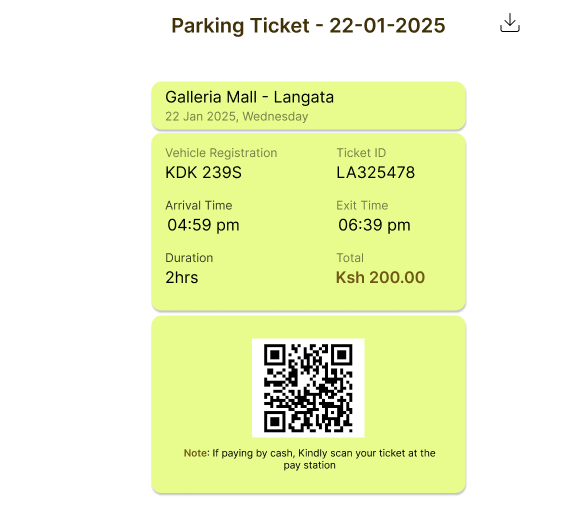 Parking Ticket - 22-01-2025
Galleria Mall - Langata
22 Jan 2025, Wednesday
Vehicle Registration Ticket ID
KDK 239S LA325478
Arrival Time Exit Time
04:59 pm 06:39 pm
Duration Total
2hrs Ksh 200.00
Note: If paying by cash, Kindly scan your ticket at the
pay station